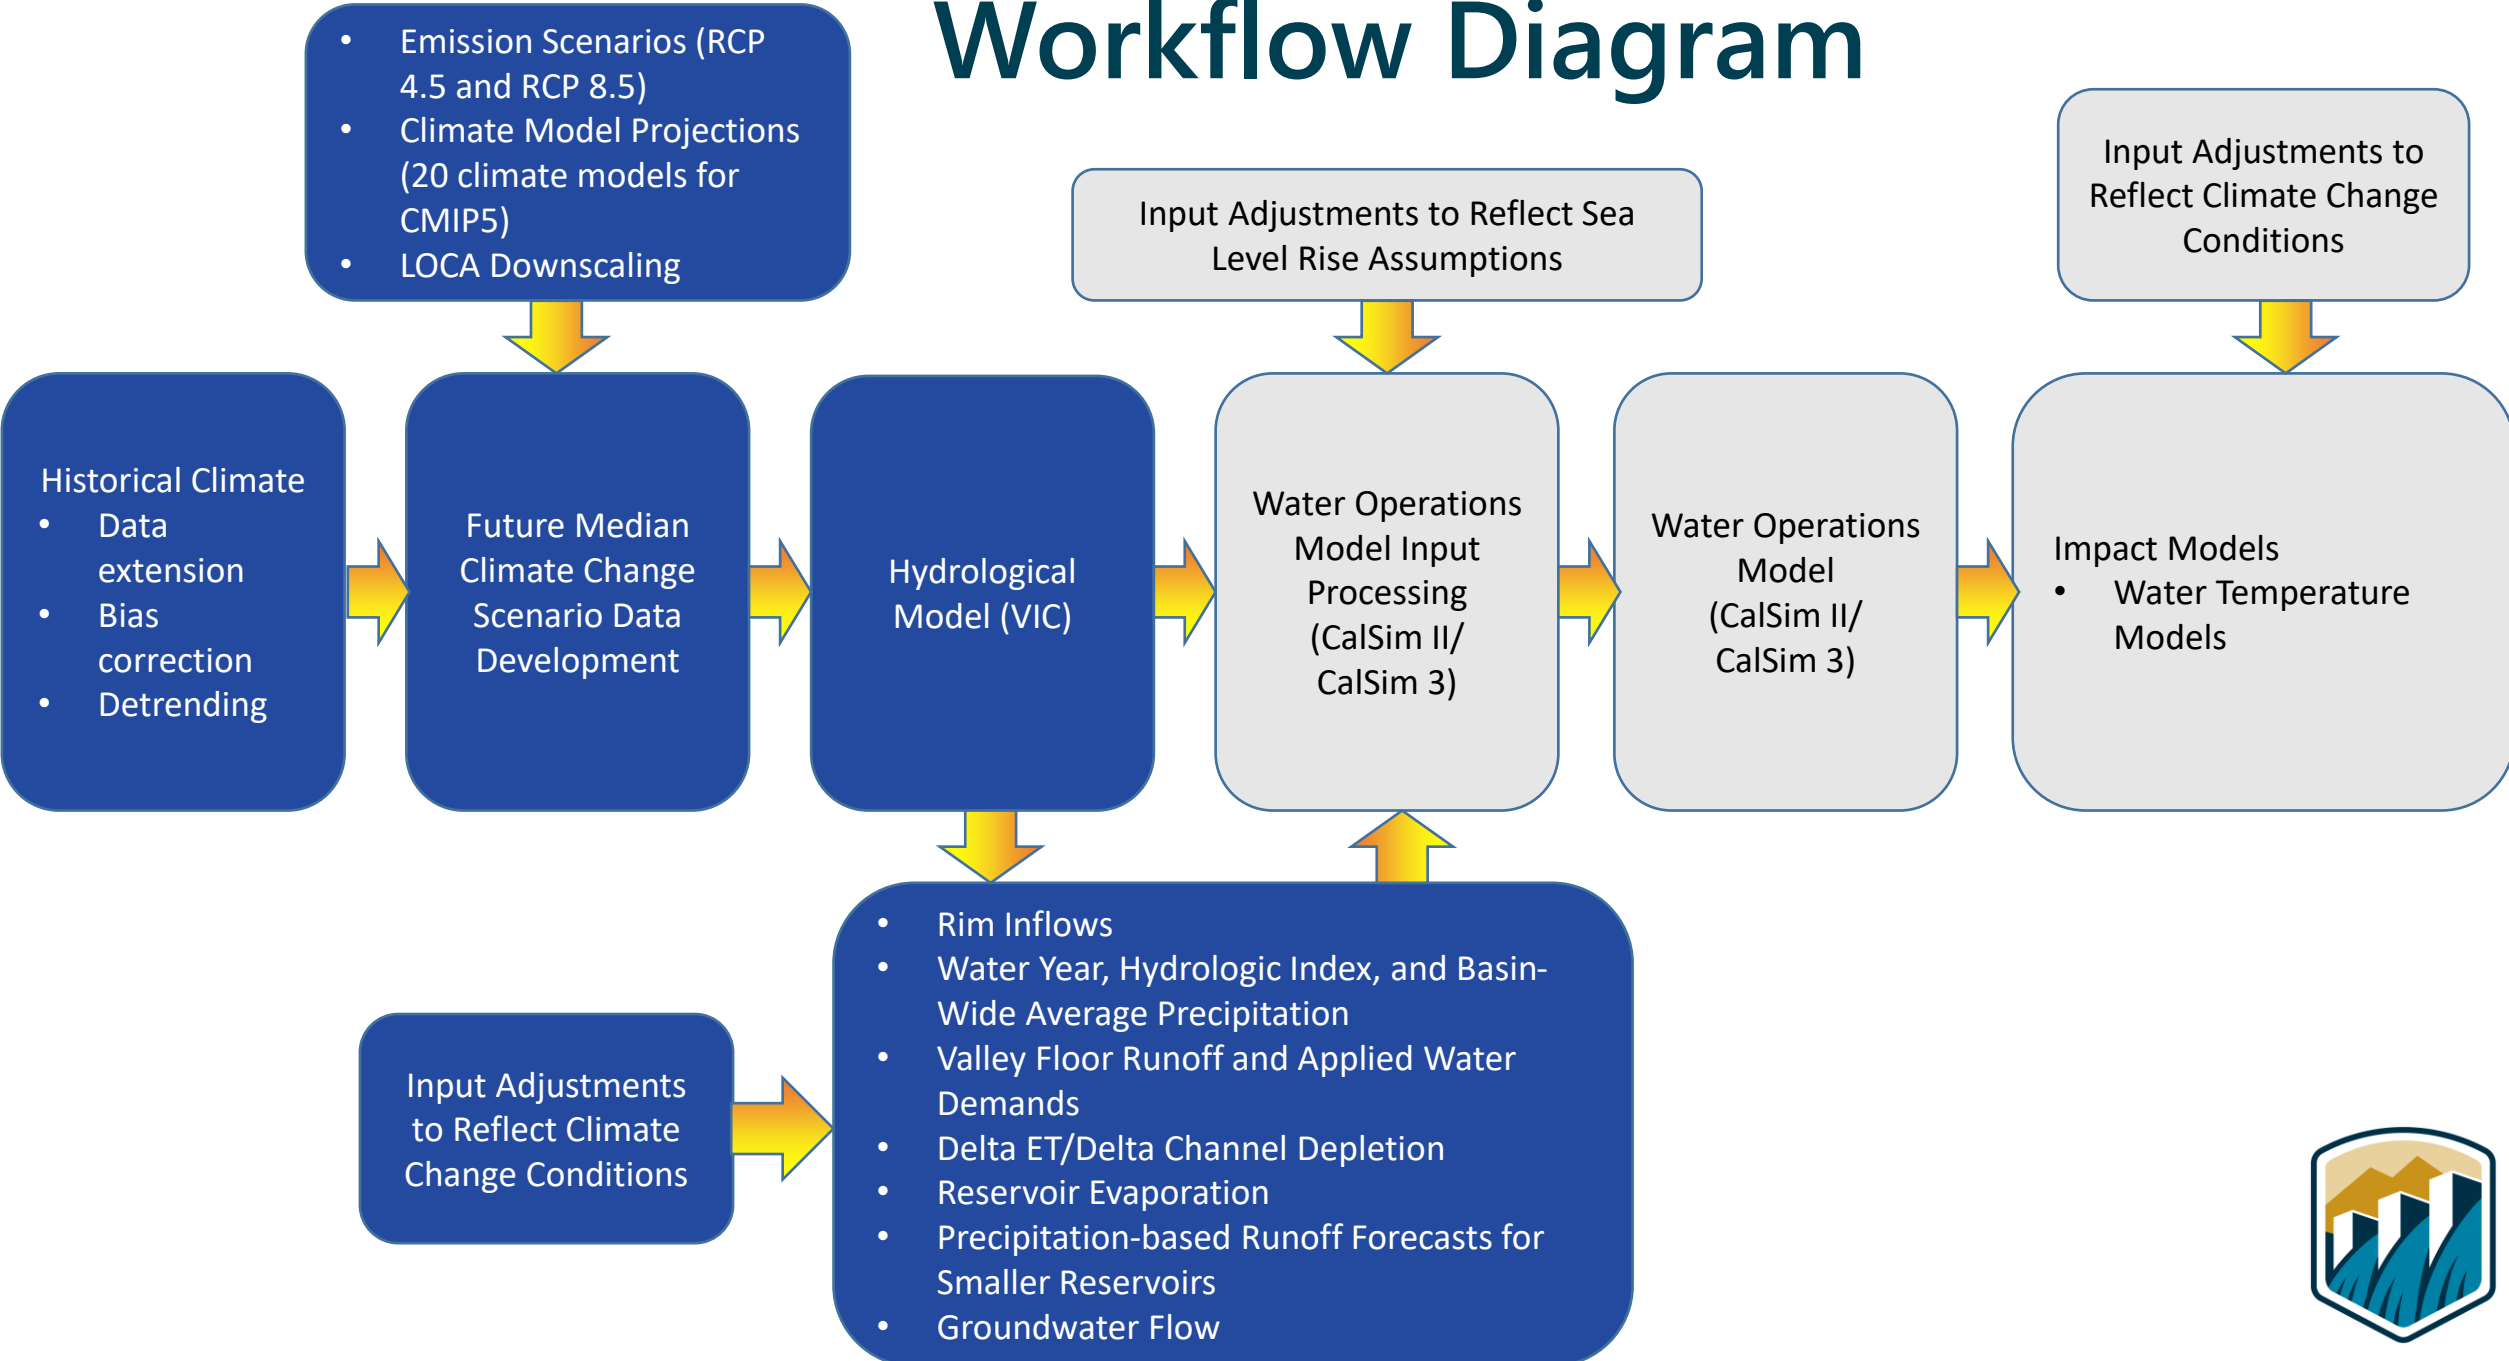 Workflow Diagram
• Emission Scenarios (RCP
4.5 and RCP 8.5)
• Climate Model Projections
(20 climate models for
CMIP5)
• LOCA Downscaling
Input Adjustments to Reflect Sea
Level Rise Assumptions
Input Adjustments to
Reflect Climate Change
Conditions
Historical Climate
• Data
extension
• Bias
correction
• Detrending
Future Median
Climate Change
Scenario Data
Development
Hydrological
Model (VIC)
Water Operations
Model Input
Processing
(CalSim II/
CalSim 3)
Water Operations
Model
(CalSim II/
CalSim 3)
Impact Models
• Water Temperature
Models
Input Adjustments
to Reflect Climate
Change Conditions
• Rim Inflows
• Water Year, Hydrologic Index, and Basin-
Wide Average Precipitation
• Valley Floor Runoff and Applied Water
Demands
• Delta ET/Delta Channel Depletion
• Reservoir Evaporation
• Precipitation-based Runoff Forecasts for
Smaller Reservoirs
• Groundwater Flow